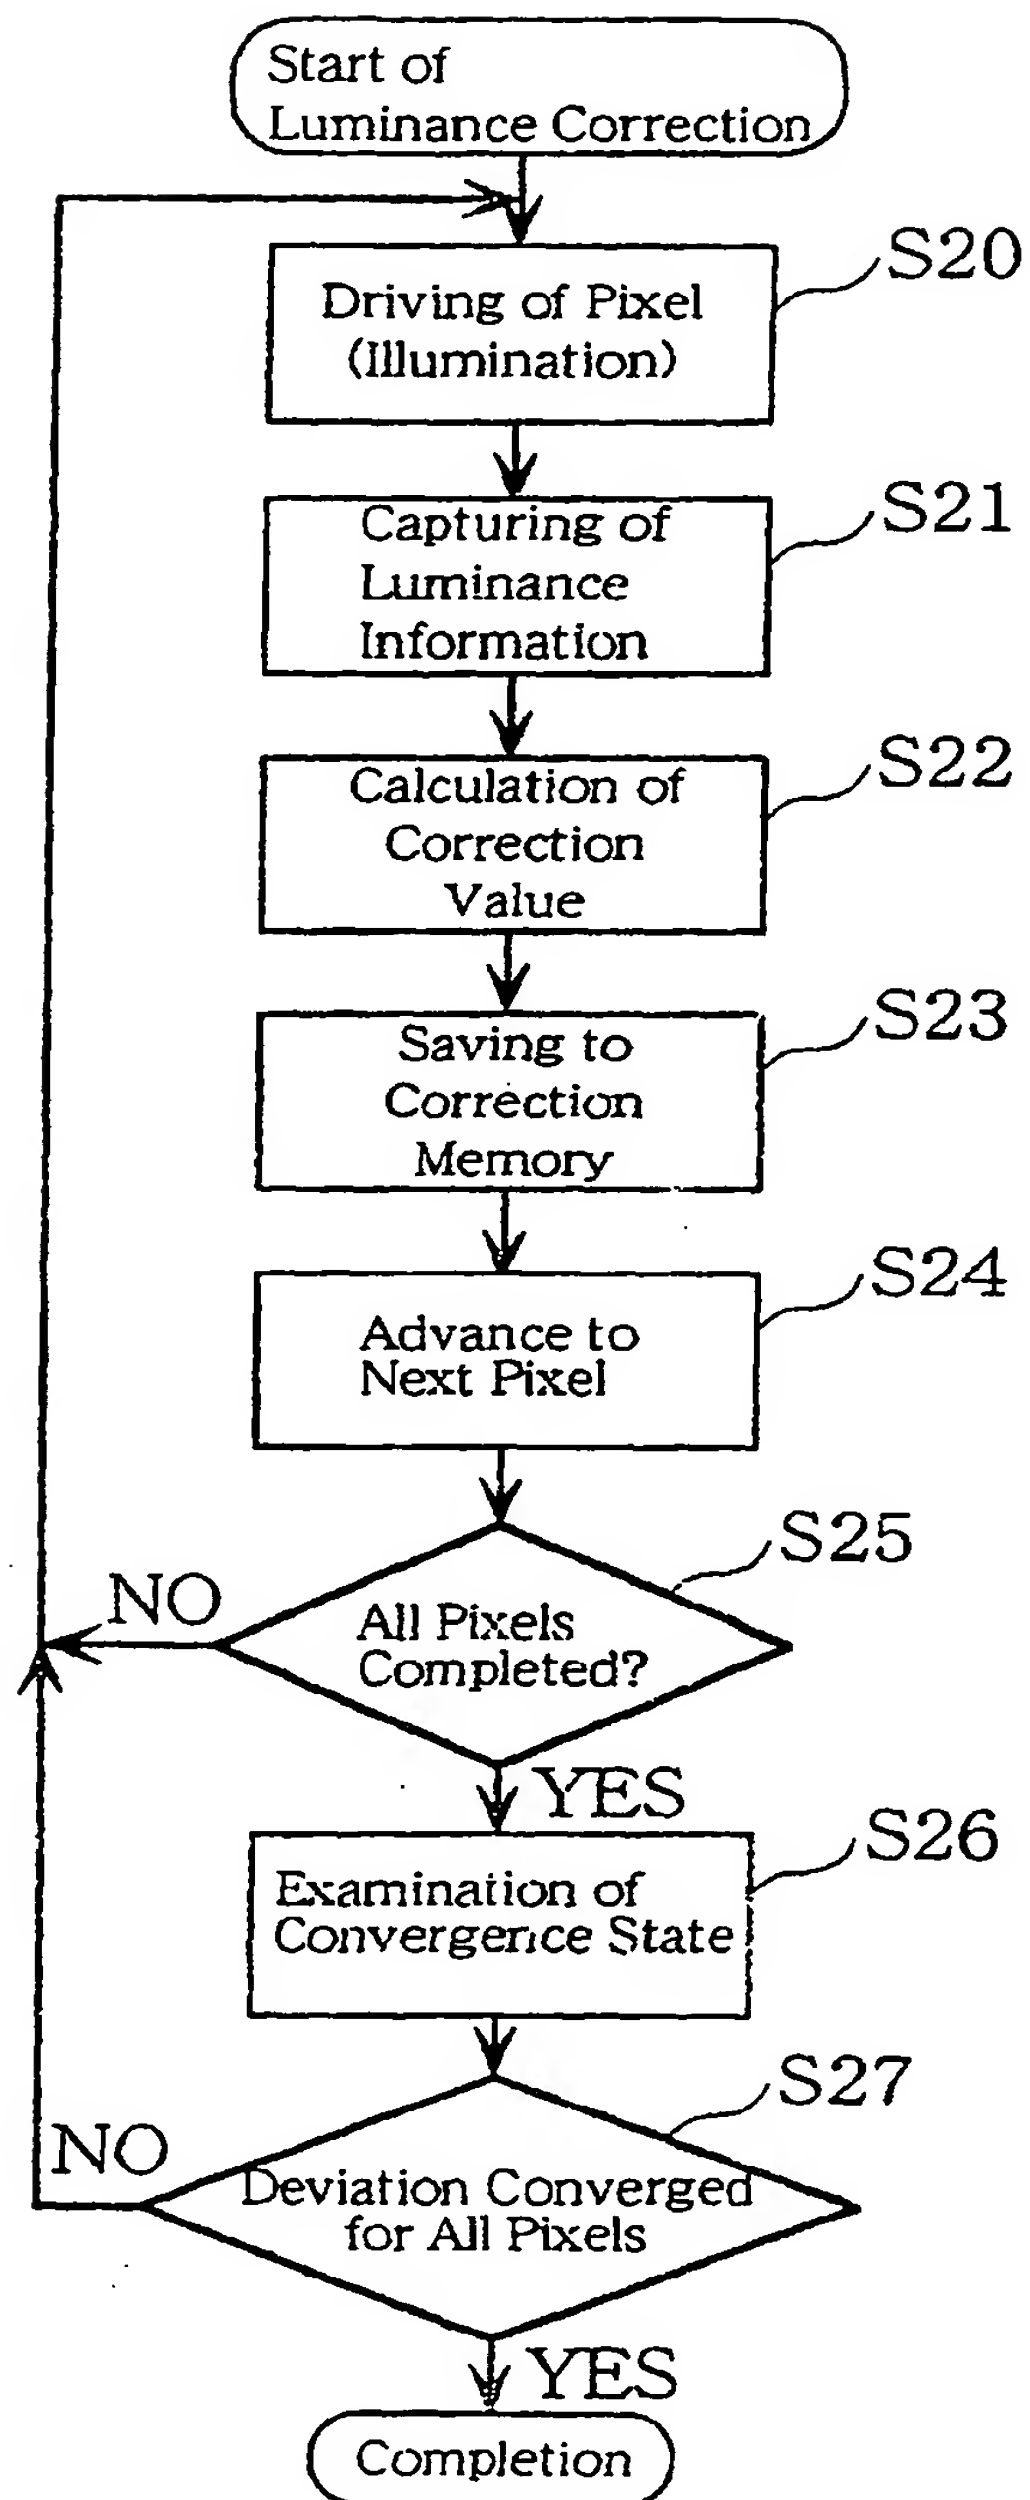 Start of
Luminance Correction
S20
Driving of Pixel
(Illumination)
S21
Capturing of
Luminance
Information
S22
Calculation of
Correction
Value
S23
Saving to
Correction
Memory
S24
Advance to
Next Pixel
S25
NO
All Pixels
Completed?
YES
S26
Examination of
Convergence State
S27
NO
Deviation Converged
for All Pixels
YES
Completion